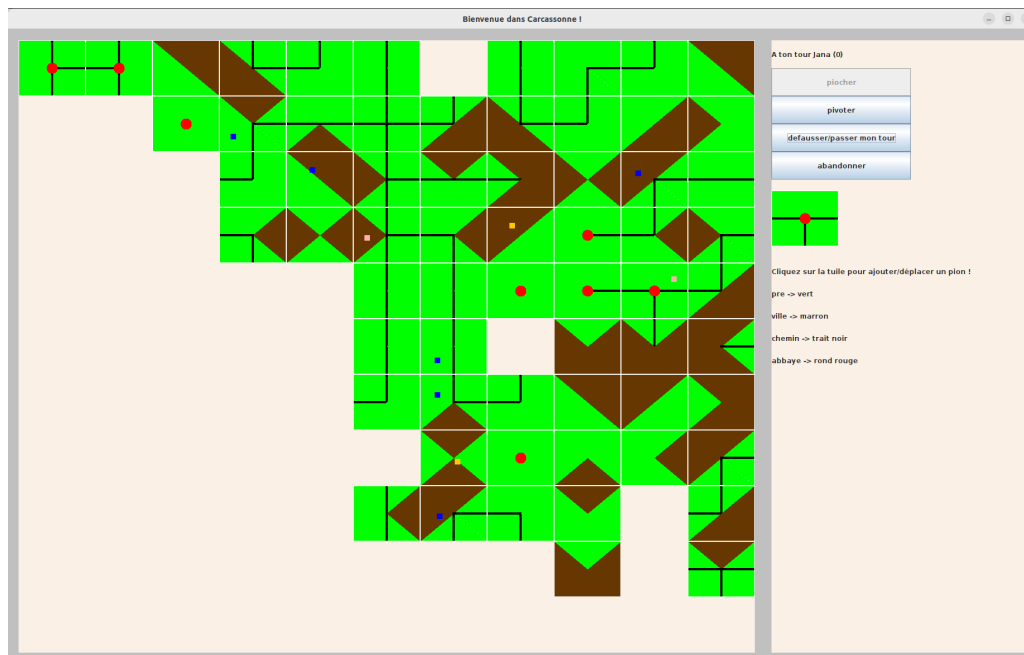 Bienvenue dans Carcassonne !
A ton tour Jana (0)
piocher
pivoter
defausser/passer mon tour
abandonner
Cliquez sur la tuile pour ajouter/déplacer un pion !
pre -> vert
ville -> marron
chemin -> trait noir
abbaye -> rond rouge